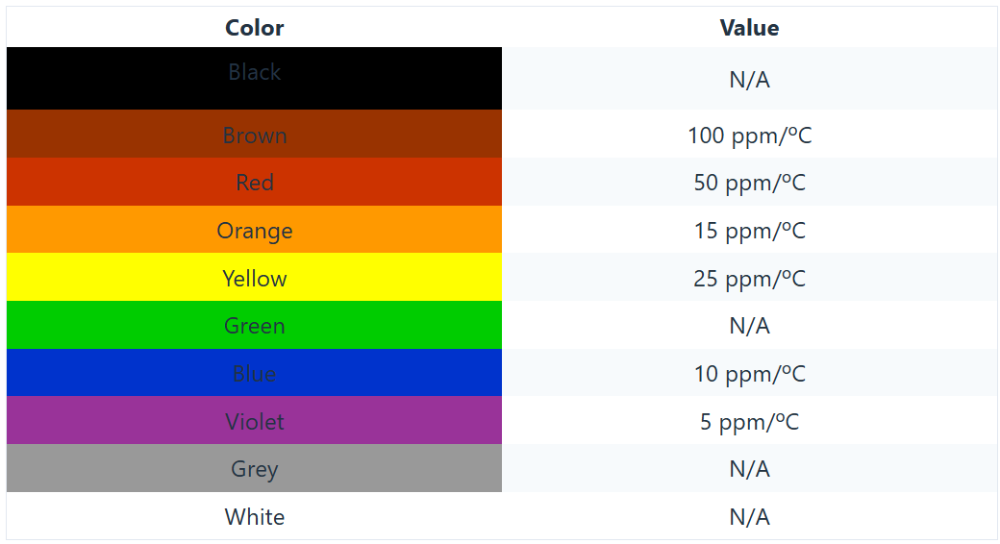 Color Value
Black N/A
Brown 100 ppm/ºC
Red 50 ppm/ºC
Orange 15 ppm/ºC
Yellow 25 ppm/ºC
Green N/A
Blue 10 ppm/ºC
Violet 5 ppm/ºC
Grey N/A
White N/A